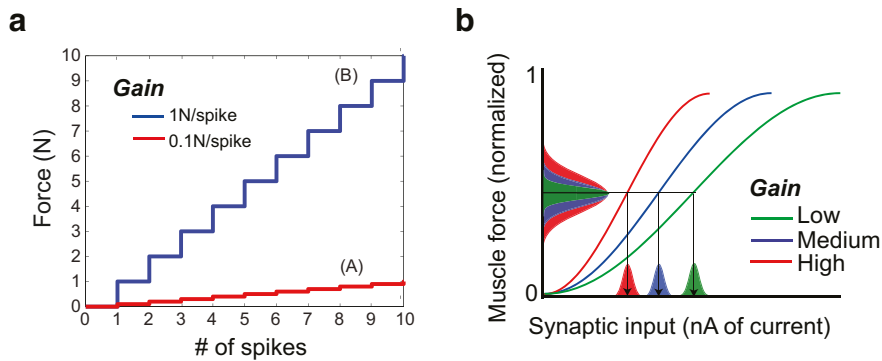 a
10
9
8
7
6
5
4
3
2
1
0
Force (N)
Gain
1N/spike
0.1N/spike
(B)
(A)
0 1 2 3 4 5 6 7 8 9 10
# of spikes
b
1
0
Muscle force (normalized)
Gain
Low
Medium
High
Synaptic input (nA of current)